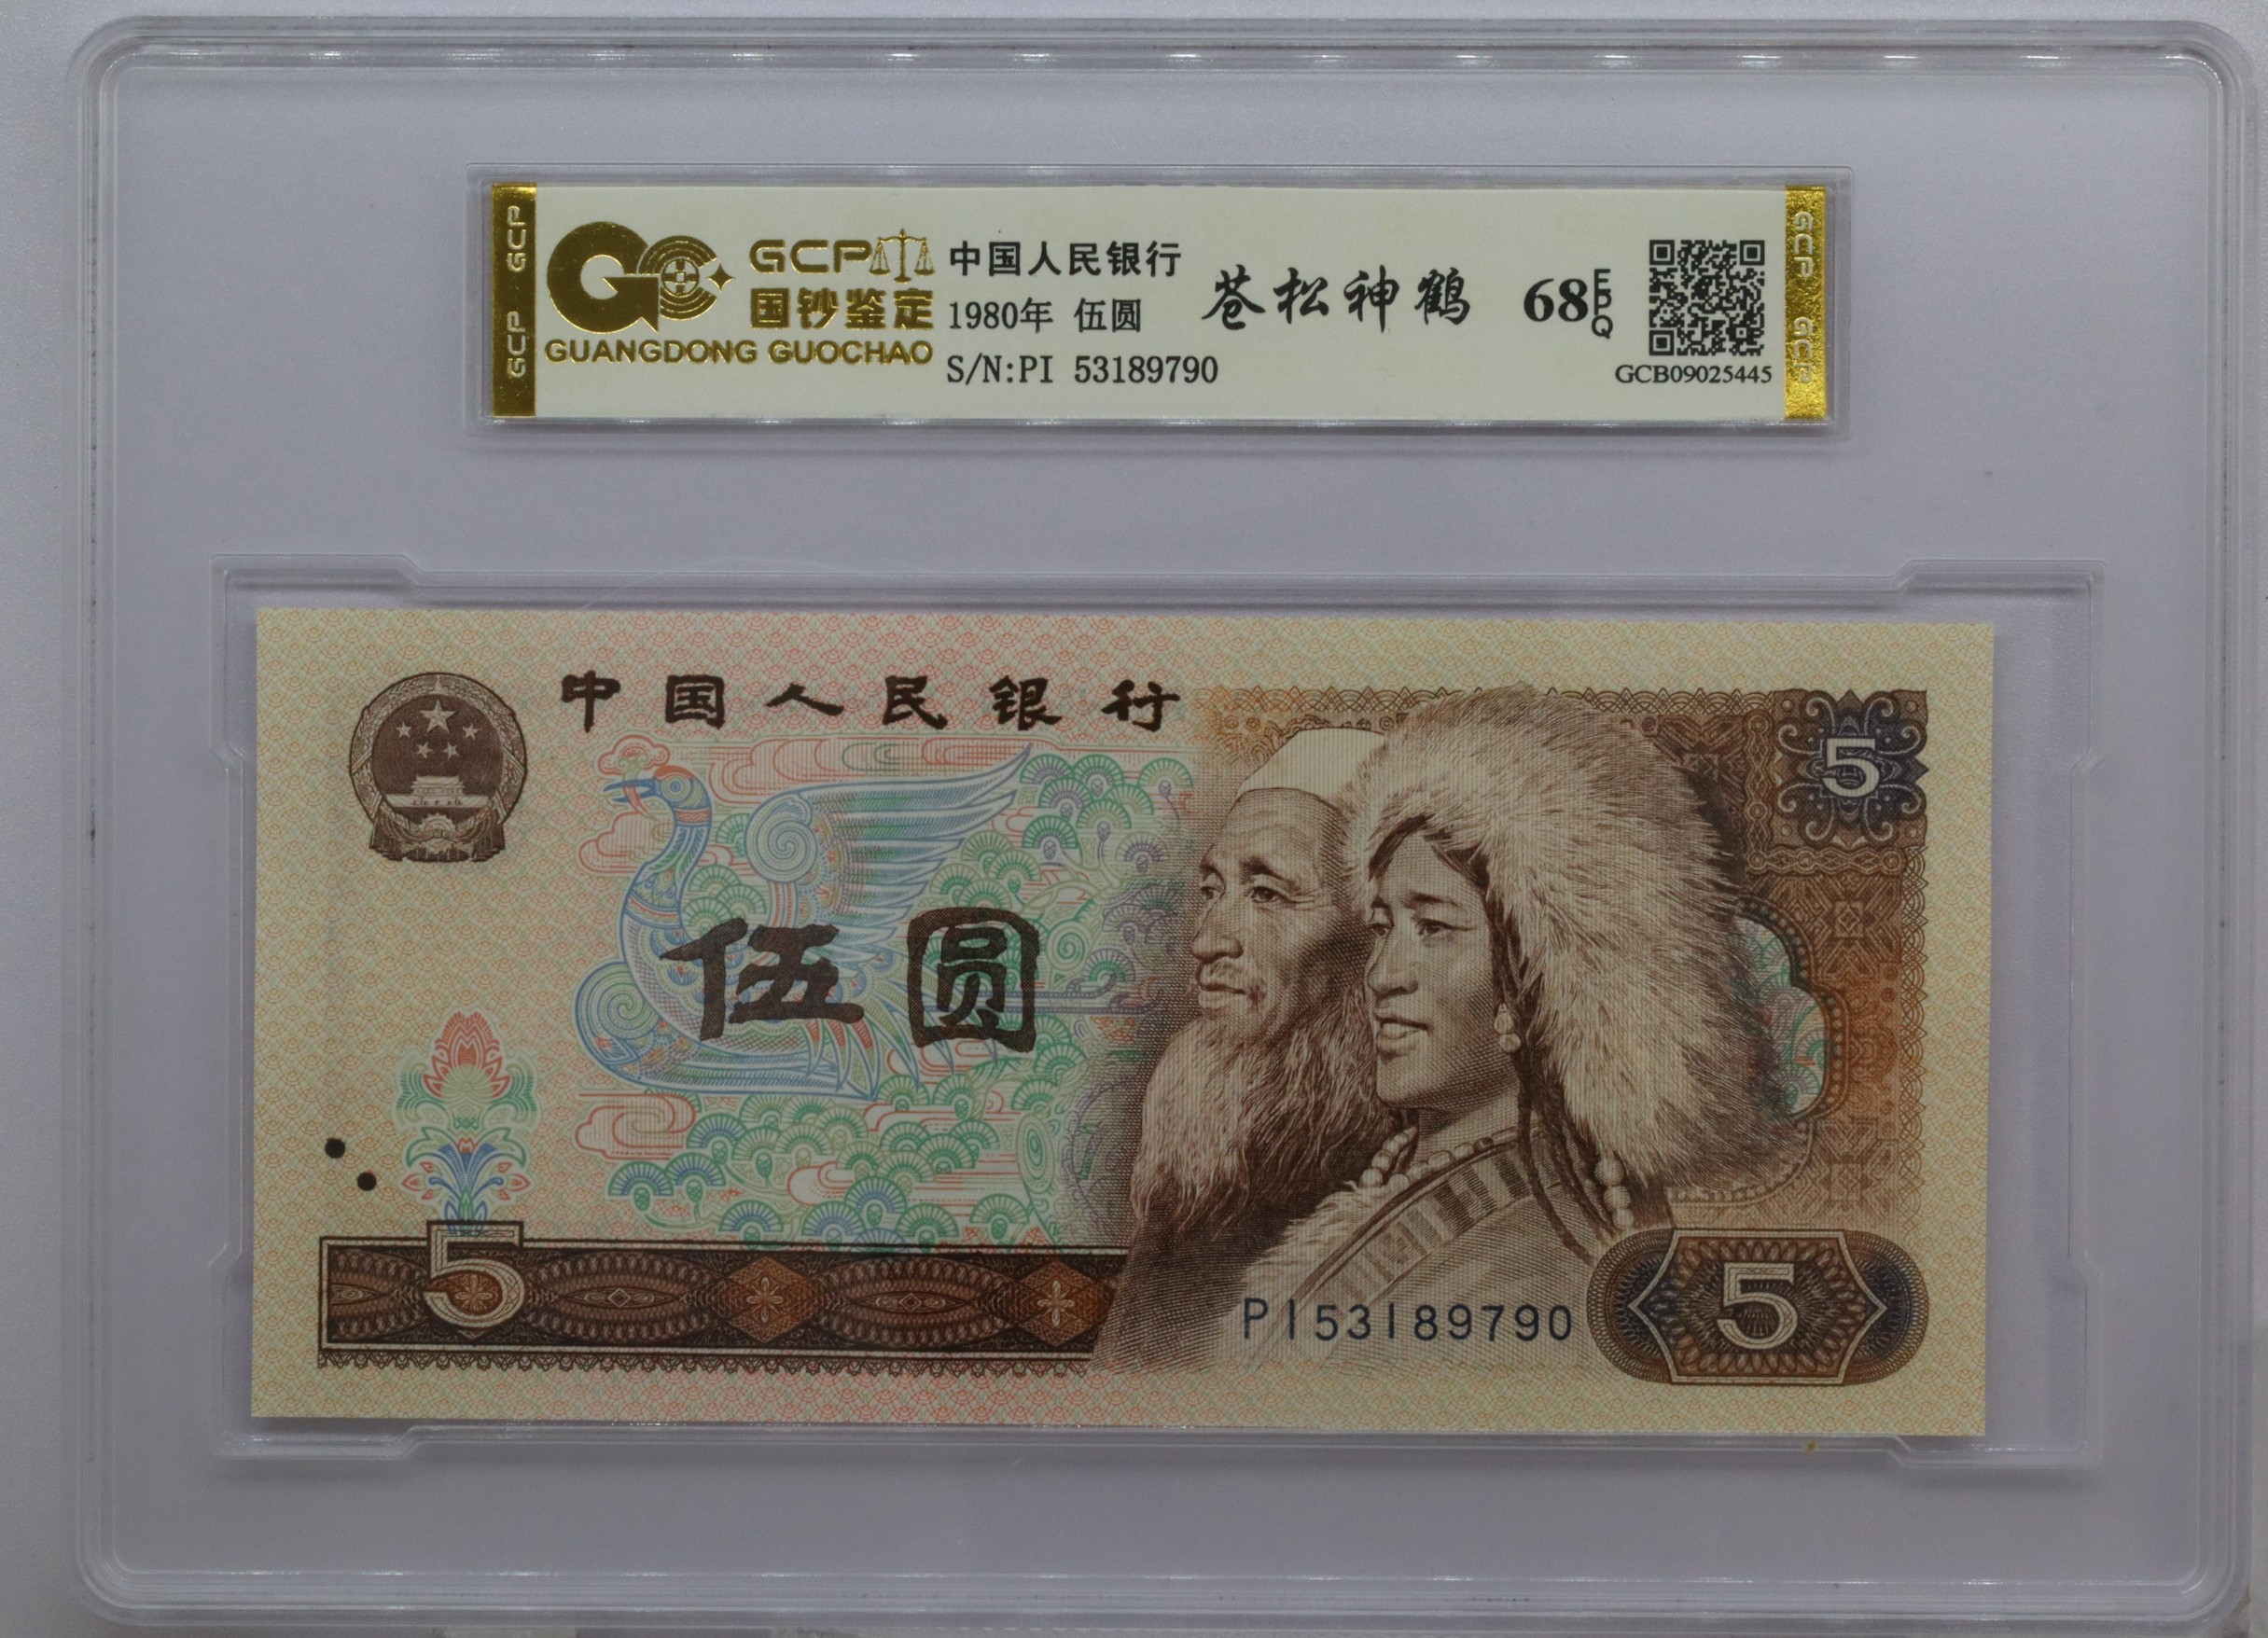 GCP GCP
GCP
国钞鉴定
GUANGDONG GUOCHAO
中国人民银行
1980年 伍圆
S/N:PI 53189790
苍松神鹤
68 EPQ
GCB09025445
GCP GCP
中国人民银行
5
伍圆
5
PI53189790
5